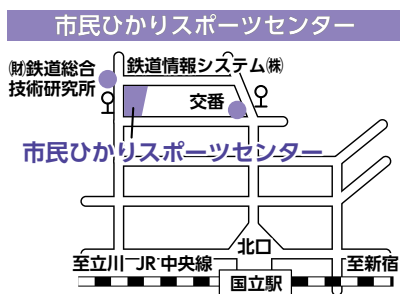 市民ひかりスポーツセンター
㈶鉄道総合
技術研究所
鉄道情報システム㈱
交番
市民ひかりスポーツセンター
北口
至立川
JR中央線
至新宿
国立駅